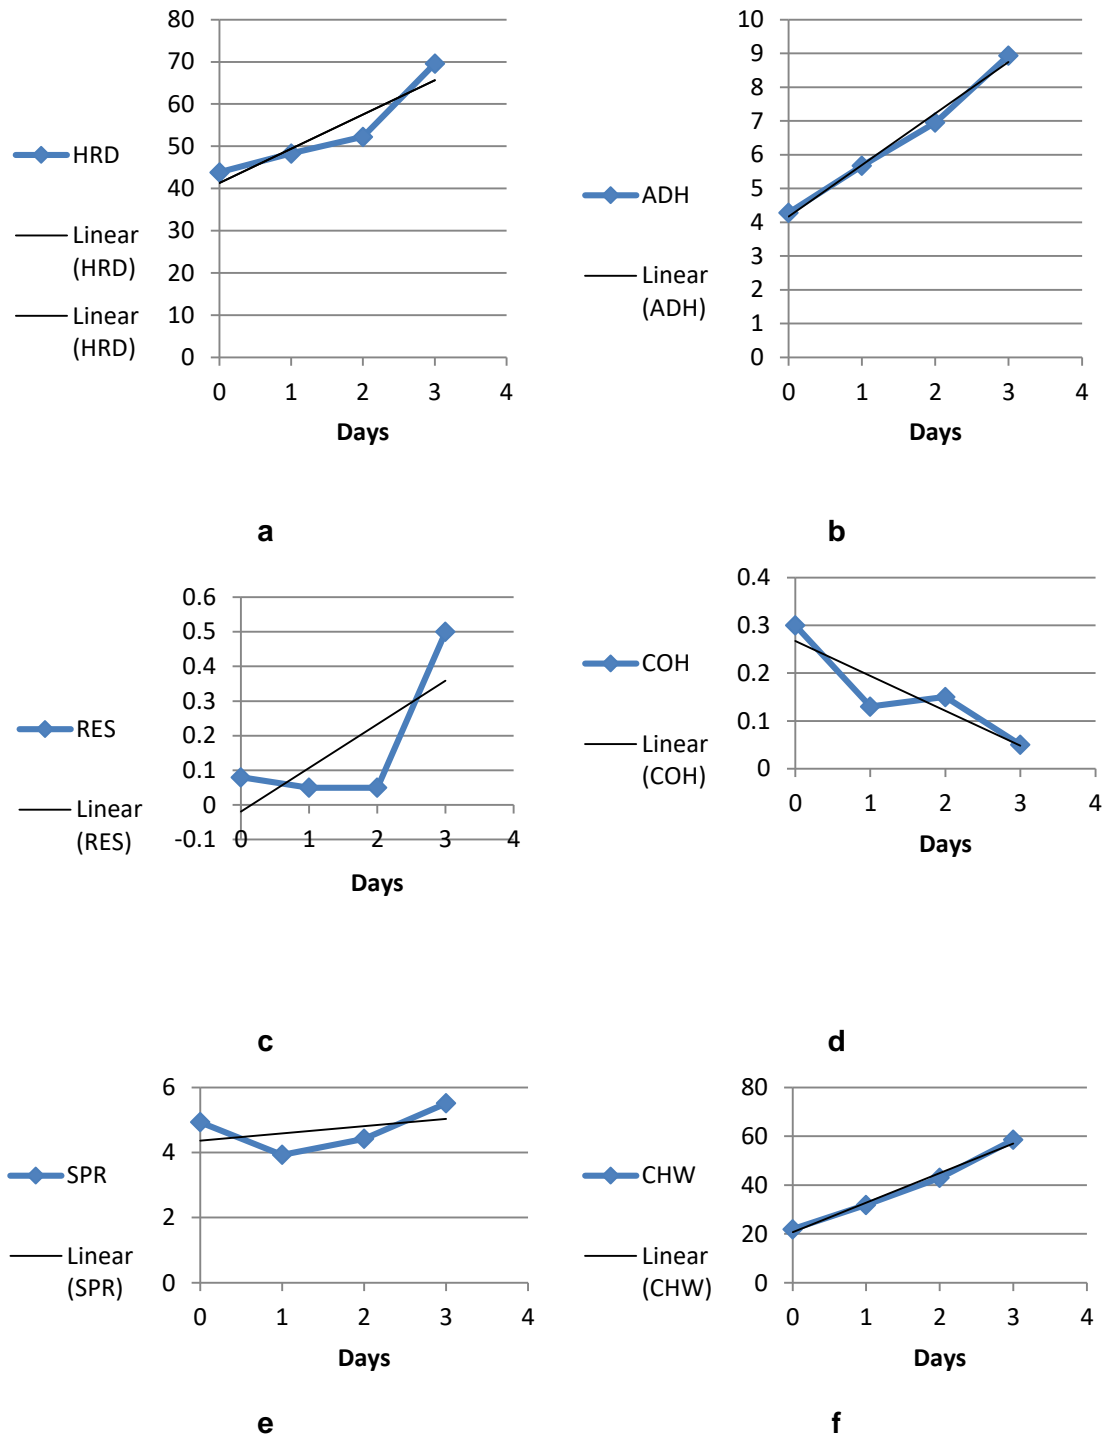 80
70
60
50
40
30
20
10
0
HRD
Linear
(HRD)
Linear
(HRD)
0 1 2 3 4
Days
a
10
9
8
7
6
5
4
3
2
1
0
ADH
Linear
(ADH)
0 1 2 3 4
Days
b
0.6
0.5
0.4
0.3
0.2
0.1
0
-0.1
RES
Linear
(RES)
0 1 2 3 4
Days
c
0.4
0.3
0.2
0.1
0
COH
Linear
(COH)
0 1 2 3 4
Days
d
6
4
2
0
SPR
Linear
(SPR)
0 1 2 3 4
Days
e
80
60
40
20
0
CHW
Linear
(CHW)
0 1 2 3 4
Days
f